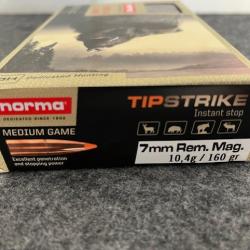 norma
DEDICATED SINCE 1902
MEDIUM GAME
Excellent penetration
and stopping power
TIPSTRIKE
Instant stop
7mm Rem. Mag.
10,4g / 160 gr